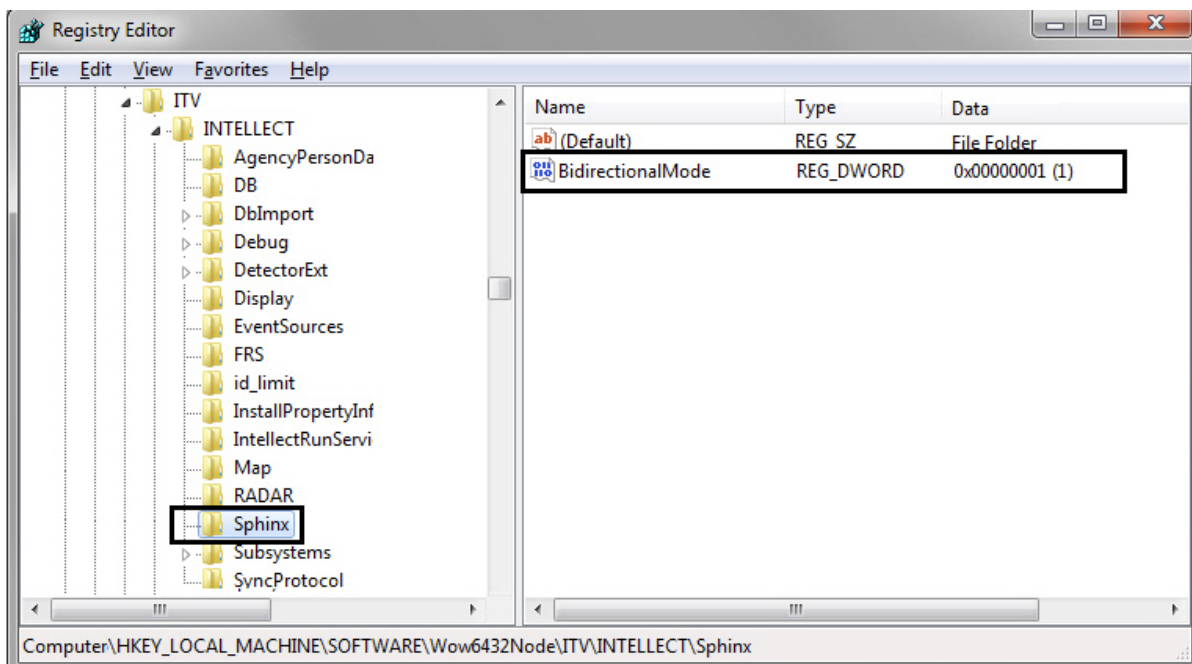 Registry Editor
File Edit View Favorites Help
ITV
INTELLECT
AgencyPersonDa
DB
DbImport
Debug
DetectorExt
Display
EventSources
FRS
id_limit
InstallPropertyInf
IntellectRunServi
Map
RADAR
Sphinx
Subsystems
SyncProtocol
Name Type Data
(Default) REG_SZ File Folder
BidirectionalMode REG_DWORD 0x00000001 (1)
Computer\HKEY_LOCAL_MACHINE\SOFTWARE\Wow6432Node\ITV\INTELLECT\Sphinx